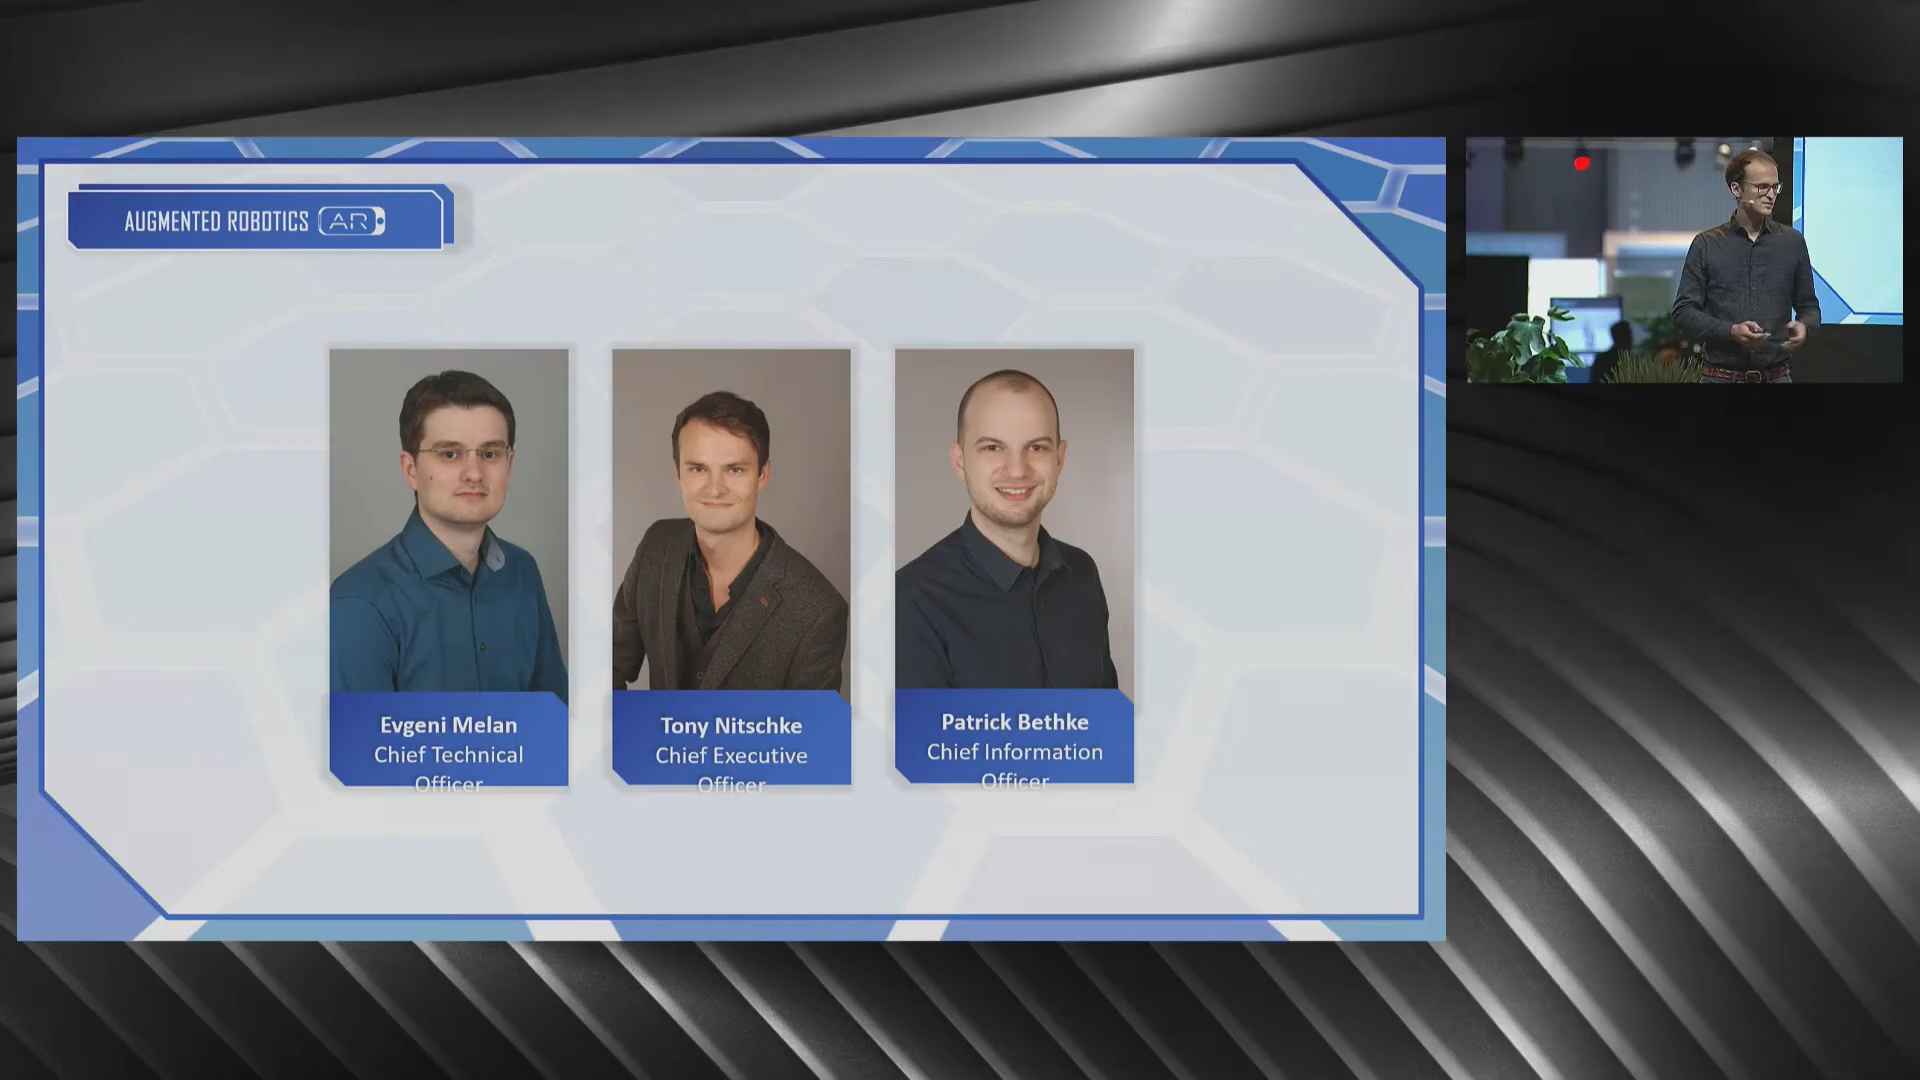 AUGMENTED ROBOTICS AR
Evgeni Melan
Chief Technical
Officer
Tony Nitschke
Chief Executive
Officer
Patrick Bethke
Chief Information
Officer